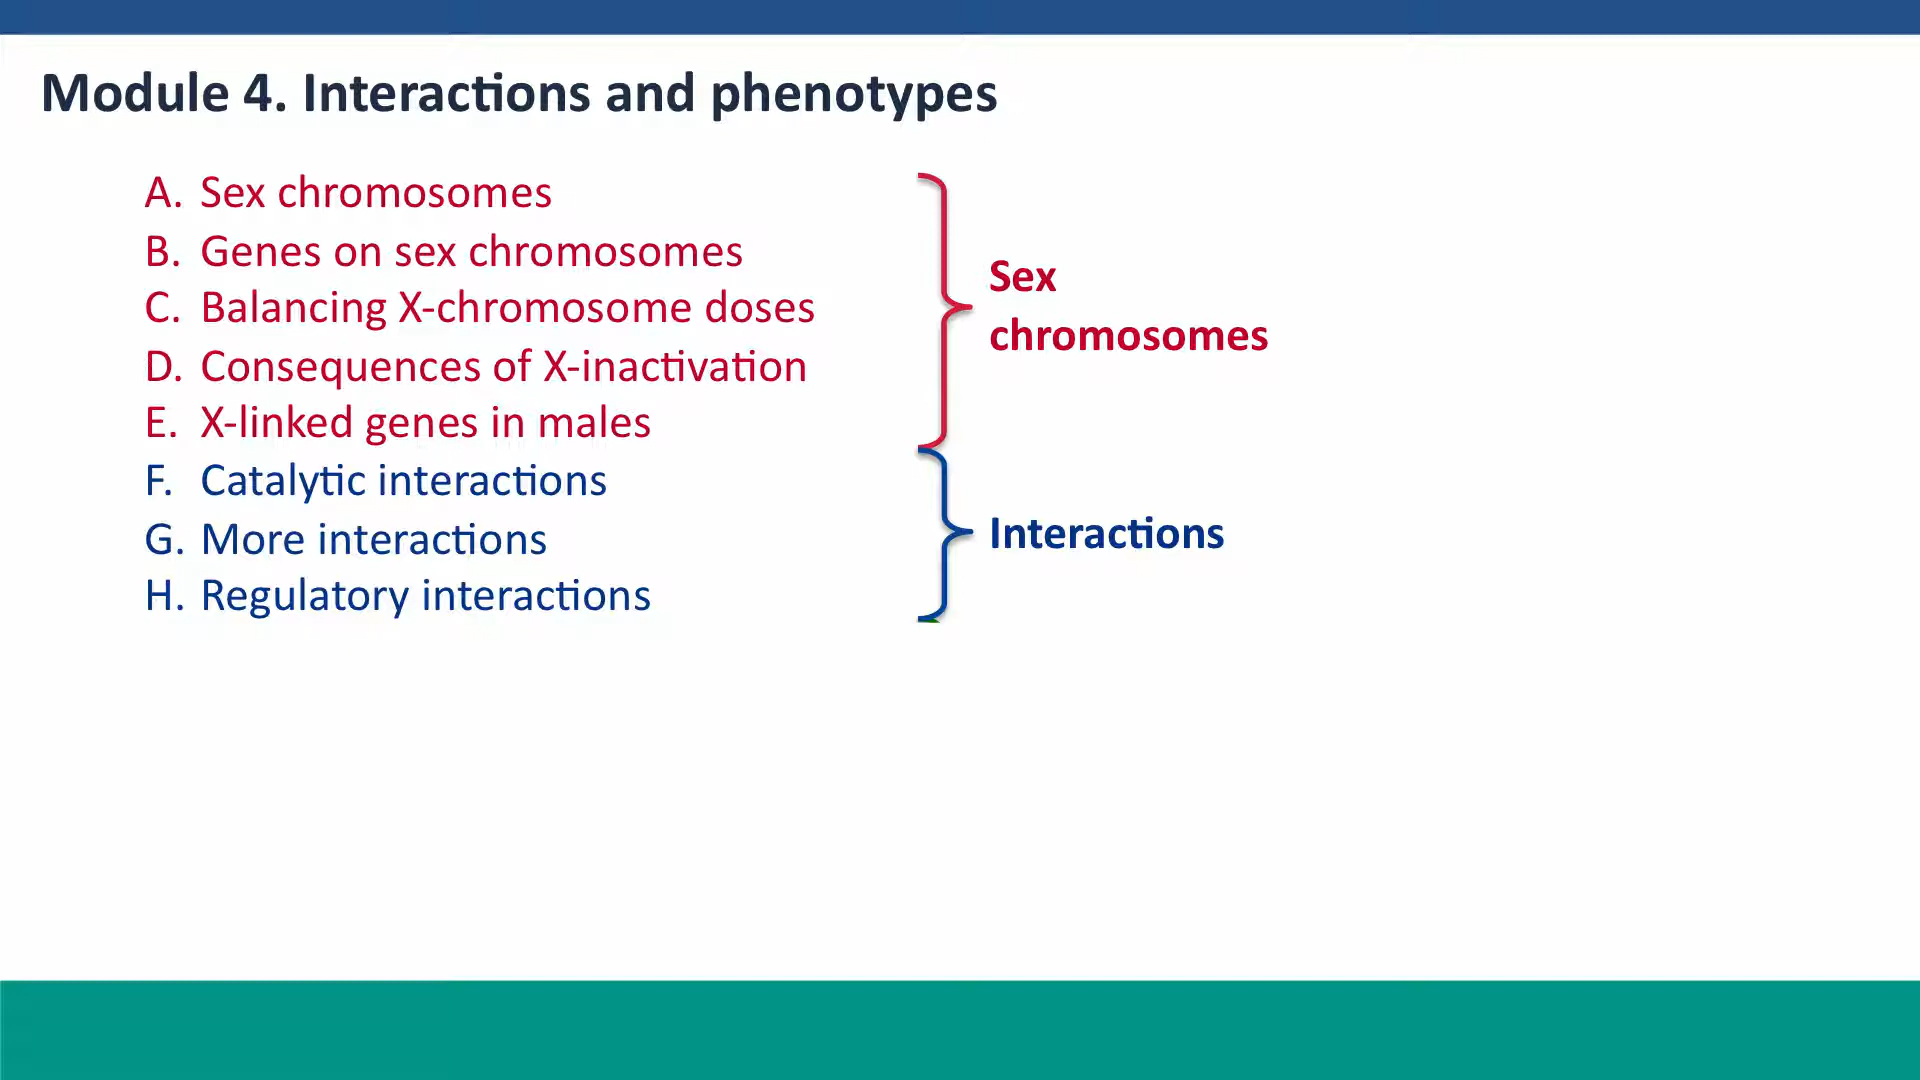 Module 4. Interactions and phenotypes
A. Sex chromosomes
B. Genes on sex chromosomes
C. Balancing X-chromosome doses
D. Consequences of X-inactivation
E. X-linked genes in males
F. Catalytic interactions
G. More interactions
H. Regulatory interactions
Sex
chromosomes
Interactions